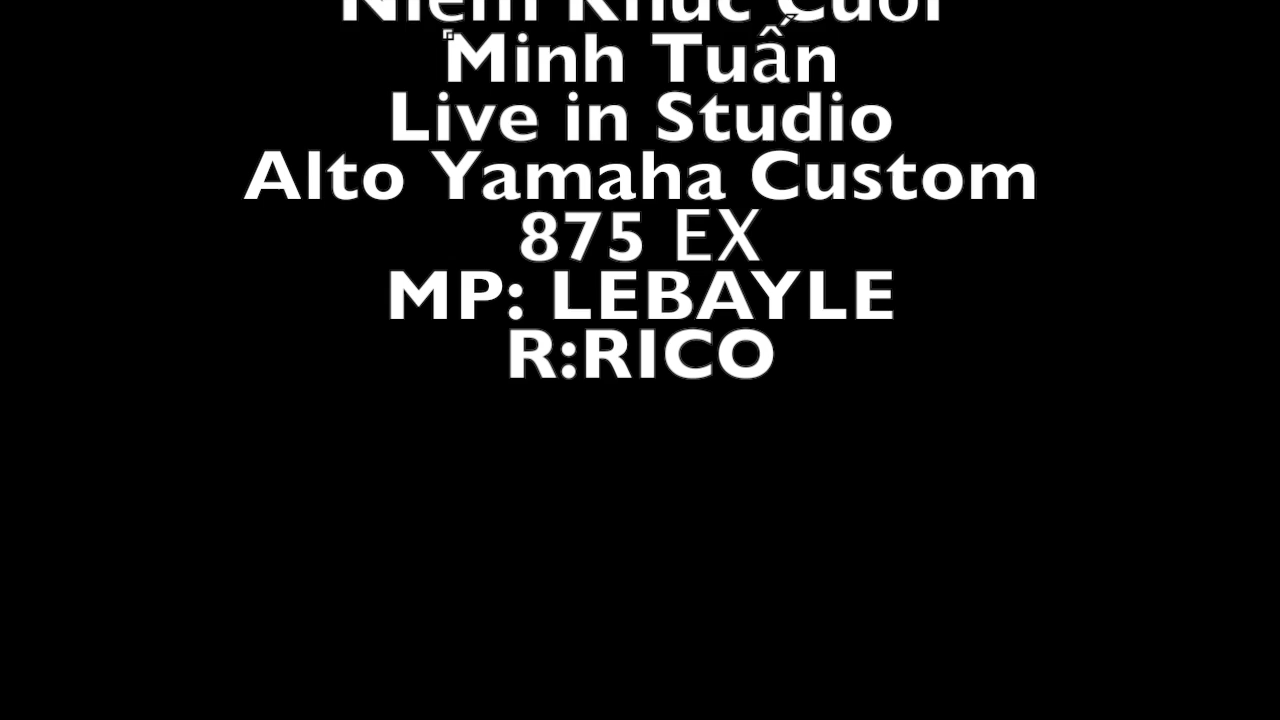 Niệm Khúc Cuối
Minh Tuấn
Live in Studio
Alto Yamaha Custom
875 EX
MP: LEBAYLE
R:RICO